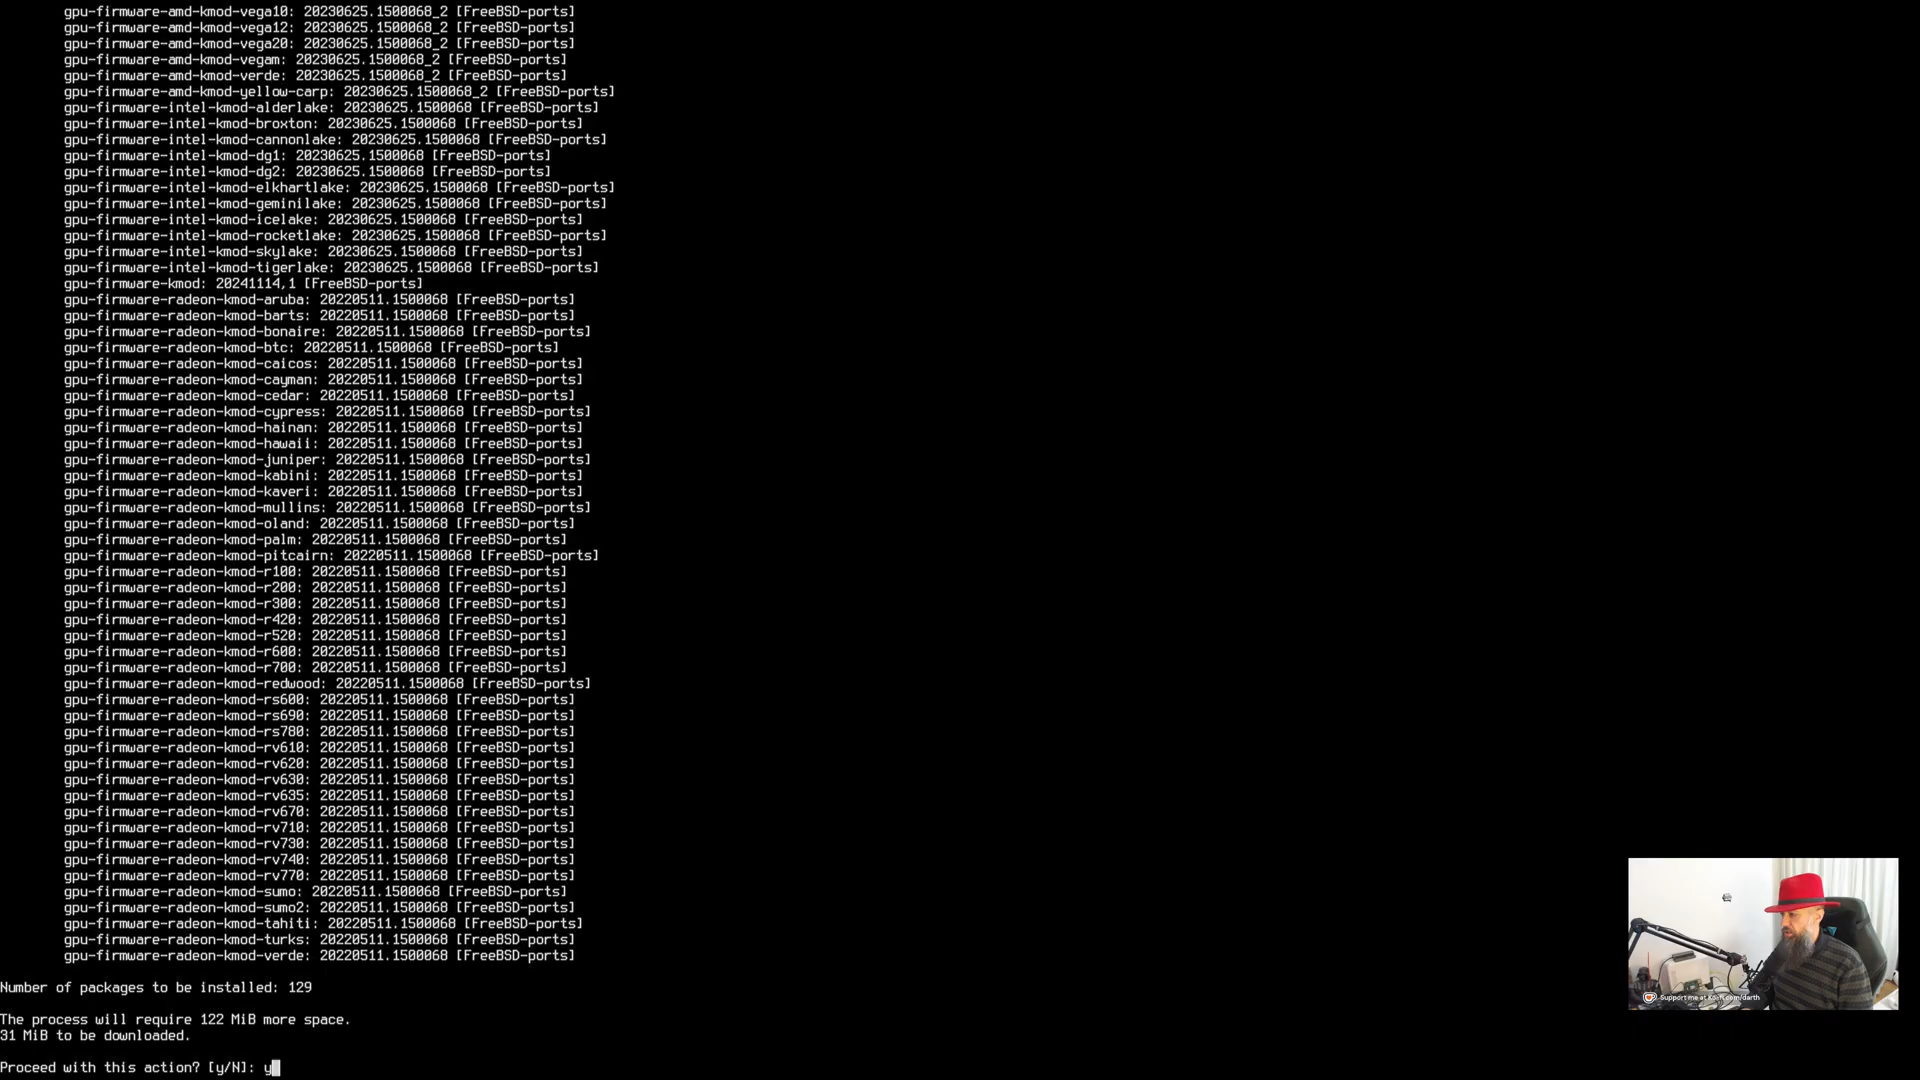 gpu-firmware-amd-kmod-vega10: 20230625.1500068_2 [FreeBSD-ports]
gpu-firmware-amd-kmod-vega12: 20230625.1500068_2 [FreeBSD-ports]
gpu-firmware-amd-kmod-vega20: 20230625.1500068_2 [FreeBSD-ports]
gpu-firmware-amd-kmod-vegam: 20230625.1500068_2 [FreeBSD-ports]
gpu-firmware-amd-kmod-verde: 20230625.1500068_2 [FreeBSD-ports]
gpu-firmware-amd-kmod-yellow-carp: 20230625.1500068_2 [FreeBSD-ports]
gpu-firmware-intel-kmod-alderlake: 20230625.1500068 [FreeBSD-ports]
gpu-firmware-intel-kmod-broxton: 20230625.1500068 [FreeBSD-ports]
gpu-firmware-intel-kmod-cannonlake: 20230625.1500068 [FreeBSD-ports]
gpu-firmware-intel-kmod-dg1: 20230625.1500068 [FreeBSD-ports]
gpu-firmware-intel-kmod-dg2: 20230625.1500068 [FreeBSD-ports]
gpu-firmware-intel-kmod-elkhartlake: 20230625.1500068 [FreeBSD-ports]
gpu-firmware-intel-kmod-geminilake: 20230625.1500068 [FreeBSD-ports]
gpu-firmware-intel-kmod-icelake: 20230625.1500068 [FreeBSD-ports]
gpu-firmware-intel-kmod-rocketlake: 20230625.1500068 [FreeBSD-ports]
gpu-firmware-intel-kmod-skylake: 20230625.1500068 [FreeBSD-ports]
gpu-firmware-intel-kmod-tigerlake: 20230625.1500068 [FreeBSD-ports]
gpu-firmware-kmod: 20241114,1 [FreeBSD-ports]
gpu-firmware-radeon-kmod-aruba: 20220511.1500068 [FreeBSD-ports]
gpu-firmware-radeon-kmod-barts: 20220511.1500068 [FreeBSD-ports]
gpu-firmware-radeon-kmod-bonaire: 20220511.1500068 [FreeBSD-ports]
gpu-firmware-radeon-kmod-btc: 20220511.1500068 [FreeBSD-ports]
gpu-firmware-radeon-kmod-caicos: 20220511.1500068 [FreeBSD-ports]
gpu-firmware-radeon-kmod-cayman: 20220511.1500068 [FreeBSD-ports]
gpu-firmware-radeon-kmod-cedar: 20220511.1500068 [FreeBSD-ports]
gpu-firmware-radeon-kmod-cypress: 20220511.1500068 [FreeBSD-ports]
gpu-firmware-radeon-kmod-hainan: 20220511.1500068 [FreeBSD-ports]
gpu-firmware-radeon-kmod-hawaii: 20220511.1500068 [FreeBSD-ports]
gpu-firmware-radeon-kmod-juniper: 20220511.1500068 [FreeBSD-ports]
gpu-firmware-radeon-kmod-kabini: 20220511.1500068 [FreeBSD-ports]
gpu-firmware-radeon-kmod-kaveri: 20220511.1500068 [FreeBSD-ports]
gpu-firmware-radeon-kmod-mullins: 20220511.1500068 [FreeBSD-ports]
gpu-firmware-radeon-kmod-oland: 20220511.1500068 [FreeBSD-ports]
gpu-firmware-radeon-kmod-palm: 20220511.1500068 [FreeBSD-ports]
gpu-firmware-radeon-kmod-pitcairn: 20220511.1500068 [FreeBSD-ports]
gpu-firmware-radeon-kmod-r100: 20220511.1500068 [FreeBSD-ports]
gpu-firmware-radeon-kmod-r200: 20220511.1500068 [FreeBSD-ports]
gpu-firmware-radeon-kmod-r300: 20220511.1500068 [FreeBSD-ports]
gpu-firmware-radeon-kmod-r420: 20220511.1500068 [FreeBSD-ports]
gpu-firmware-radeon-kmod-r520: 20220511.1500068 [FreeBSD-ports]
gpu-firmware-radeon-kmod-r600: 20220511.1500068 [FreeBSD-ports]
gpu-firmware-radeon-kmod-r700: 20220511.1500068 [FreeBSD-ports]
gpu-firmware-radeon-kmod-redwood: 20220511.1500068 [FreeBSD-ports]
gpu-firmware-radeon-kmod-rs600: 20220511.1500068 [FreeBSD-ports]
gpu-firmware-radeon-kmod-rs690: 20220511.1500068 [FreeBSD-ports]
gpu-firmware-radeon-kmod-rs780: 20220511.1500068 [FreeBSD-ports]
gpu-firmware-radeon-kmod-rv610: 20220511.1500068 [FreeBSD-ports]
gpu-firmware-radeon-kmod-rv620: 20220511.1500068 [FreeBSD-ports]
gpu-firmware-radeon-kmod-rv630: 20220511.1500068 [FreeBSD-ports]
gpu-firmware-radeon-kmod-rv635: 20220511.1500068 [FreeBSD-ports]
gpu-firmware-radeon-kmod-rv670: 20220511.1500068 [FreeBSD-ports]
gpu-firmware-radeon-kmod-rv710: 20220511.1500068 [FreeBSD-ports]
gpu-firmware-radeon-kmod-rv730: 20220511.1500068 [FreeBSD-ports]
gpu-firmware-radeon-kmod-rv740: 20220511.1500068 [FreeBSD-ports]
gpu-firmware-radeon-kmod-rv770: 20220511.1500068 [FreeBSD-ports]
gpu-firmware-radeon-kmod-sumo: 20220511.1500068 [FreeBSD-ports]
gpu-firmware-radeon-kmod-sumo2: 20220511.1500068 [FreeBSD-ports]
gpu-firmware-radeon-kmod-tahiti: 20220511.1500068 [FreeBSD-ports]
gpu-firmware-radeon-kmod-turks: 20220511.1500068 [FreeBSD-ports]
gpu-firmware-radeon-kmod-verde: 20220511.1500068 [FreeBSD-ports]
Number of packages to be installed: 129
The process will require 122 MiB more space.
31 MiB to be downloaded.
Proceed with this action? [y/N]: y
Support me at